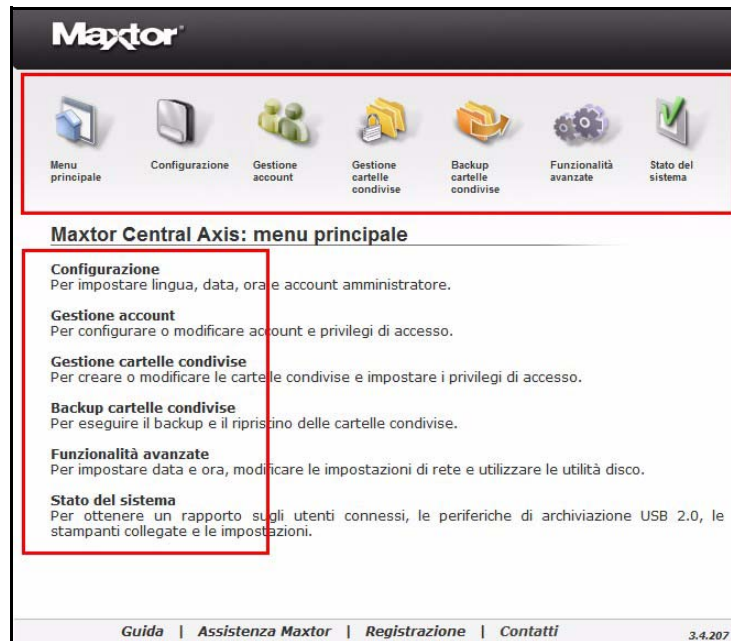 Maxtor
Menu
principale
Configurazione
Gestione
account
Gestione
cartelle
condivise
Backup
cartelle
condivise
Funzionalità
avanzate
Stato del
sistema
Maxtor Central Axis: menu principale
Configurazione
Per impostare lingua, data, ora e account amministratore.
Gestione account
Per configurare o modificare account e privilegi di accesso.
Gestione cartelle condivise
Per creare o modificare le cartelle condivise e impostare i privilegi di accesso.
Backup cartelle condivise
Per eseguire il backup e il ripristino delle cartelle condivise.
Funzionalità avanzate
Per impostare data e ora, modificare le impostazioni di rete e utilizzare le utilità disco.
Stato del sistema
Per ottenere un rapporto sugli utenti connessi, le periferiche di archiviazione USB 2.0, le
stampanti collegate e le impostazioni.
Guida | Assistenza Maxtor | Registrazione | Contatti 3.4.207